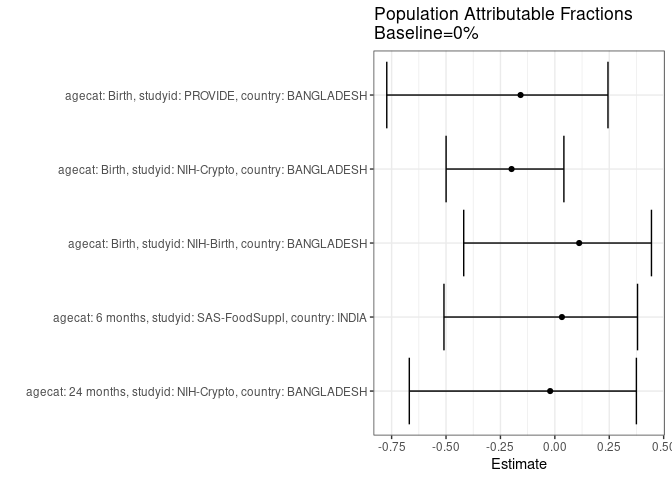 Population Attributable Fractions
Baseline=0%
agecat: Birth, studyid: PROVIDE, country: BANGLADESH
agecat: Birth, studyid: NIH-Crypto, country: BANGLADESH
agecat: Birth, studyid: NIH-Birth, country: BANGLADESH
agecat: 6 months, studyid: SAS-FoodSuppl, country: INDIA
agecat: 24 months, studyid: NIH-Crypto, country: BANGLADESH
-0.75 -0.50 -0.25 0.00 0.25 0.50
Estimate